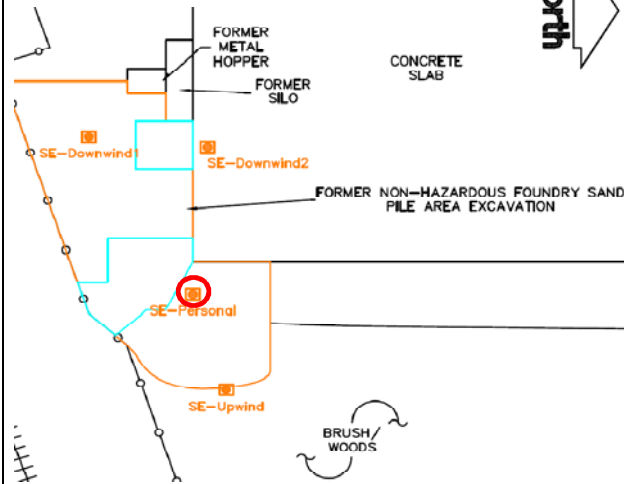 FORMER
METAL
HOPPER
FORMER
SILO
CONCRETE
SLAB
orth
SE-Downwind1
SE-Downwind2
FORMER NON-HAZARDOUS FOUNDRY SAND
PILE AREA EXCAVATION
SE-Personal
SE-Upwind
BRUSH/
WOODS